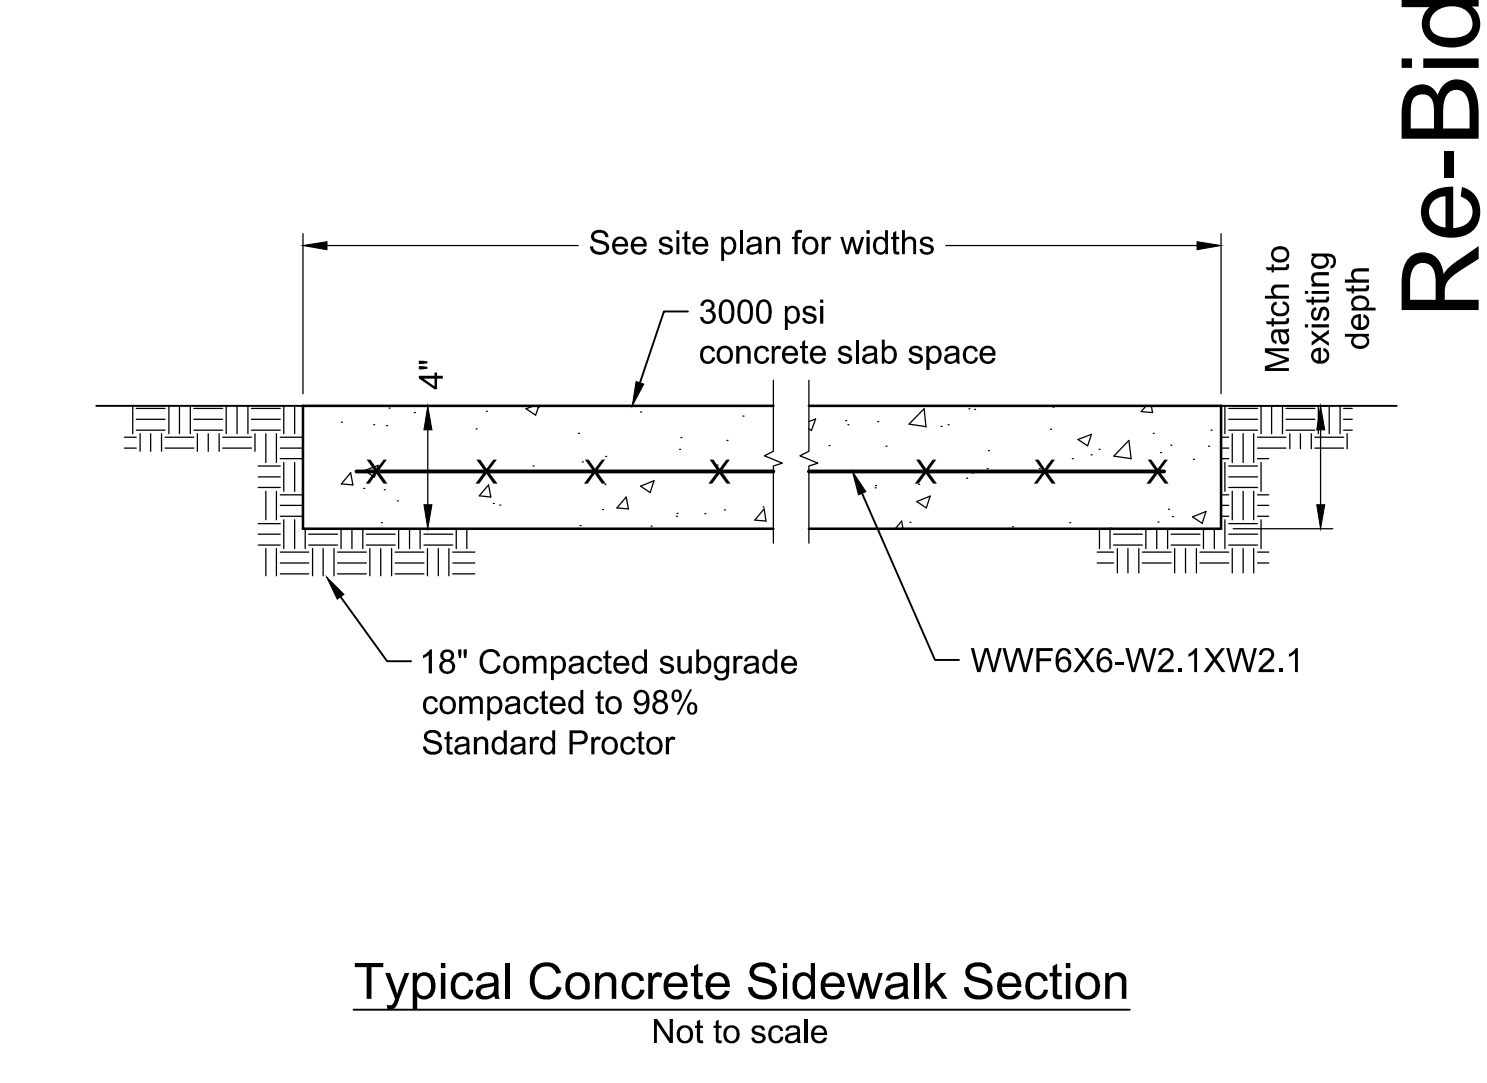 Re-Bid
See site plan for widths
Match to
existing
depth
3000 psi
concrete slab space
4"
X X X X X X X
18" Compacted subgrade
compacted to 98%
Standard Proctor
WWF6X6-W2.1XW2.1
Typical Concrete Sidewalk Section
Not to scale